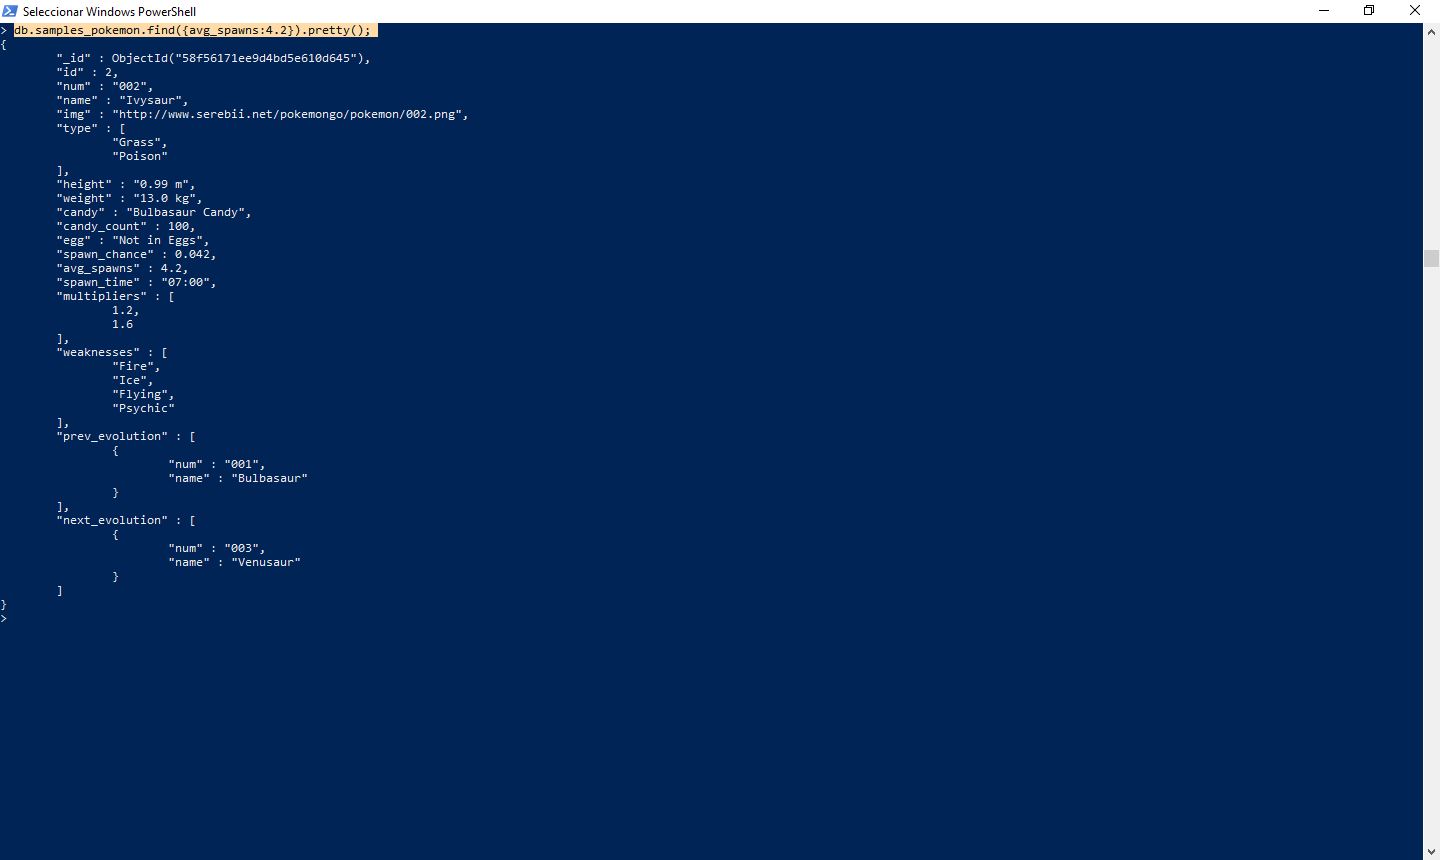 Seleccionar Windows PowerShell
> db.samples_pokemon.find({avg_spawns:4.2}).pretty();
{
        "_id" : ObjectId("58f56171ee9d4bd5e610d645"),
        "id" : 2,
        "num" : "002",
        "name" : "Ivysaur",
        "img" : "http://www.serebii.net/pokemongo/pokemon/002.png",
        "type" : [
                "Grass",
                "Poison"
        ],
        "height" : "0.99 m",
        "weight" : "13.0 kg",
        "candy" : "Bulbasaur Candy",
        "candy_count" : 100,
        "egg" : "Not in Eggs",
        "spawn_chance" : 0.042,
        "avg_spawns" : 4.2,
        "spawn_time" : "07:00",
        "multipliers" : [
                1.2,
                1.6
        ],
        "weaknesses" : [
                "Fire",
                "Ice",
                "Flying",
                "Psychic"
        ],
        "prev_evolution" : [
                {
                        "num" : "001",
                        "name" : "Bulbasaur"
                }
        ],
        "next_evolution" : [
                {
                        "num" : "003",
                        "name" : "Venusaur"
                }
        ]
}
>